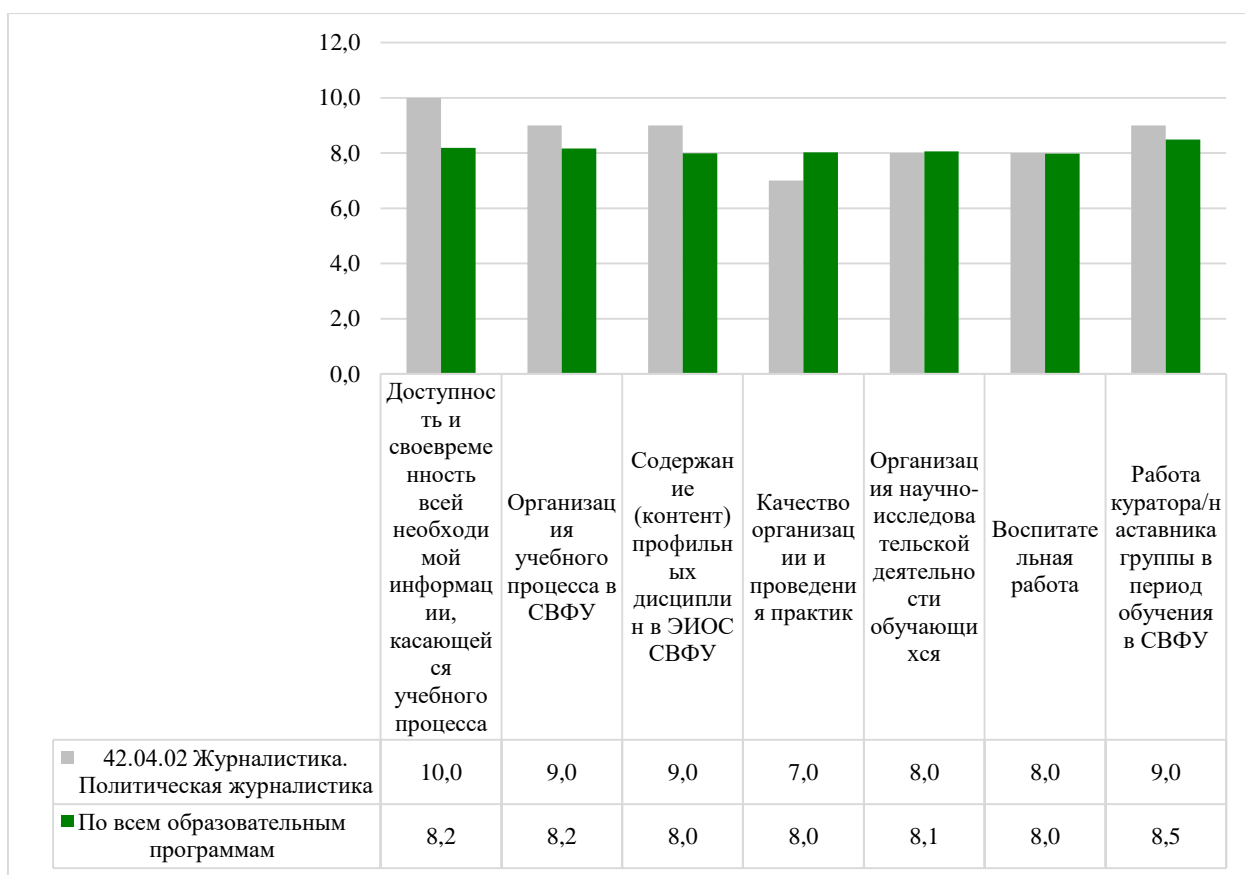 12,0
10,0
8,0
6,0
4,0
2,0
0,0
Доступнос
ть и
своевреме
нность
всей
необходи
мой
информац
ии,
касающей
ся
учебного
процесса
Организац
ия
учебного
процесса в
СВФУ
Содержан
ие
(контент)
профильн
ых
дисципли
н в ЭИОС
СВФУ
Качество
организац
ии и
проведени
я практик
Организац
ия научно-
исследова
тельской
деятельно
сти
обучающи
хся
Воспитате
льная
работа
Работа
куратора/н
аставника
группы в
период
обучения
в СВФУ
42.04.02 Журналистика.
Политическая журналистика
10,0 9,0 9,0 7,0 8,0 8,0 9,0
По всем образовательным
программам
8,2 8,2 8,0 8,0 8,1 8,0 8,5